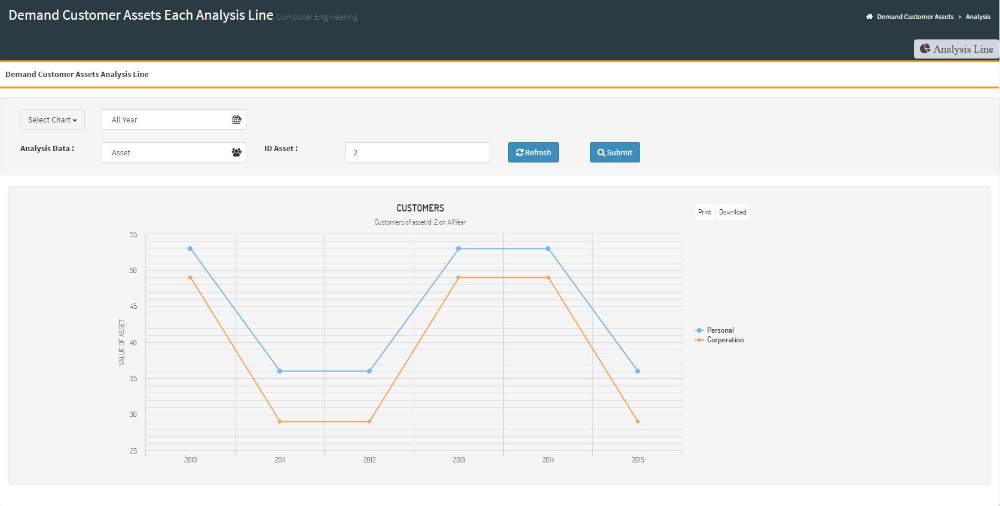 Demand Customer Assets Each Analysis Line Computer Engineering
Demand Customer Assets > Analysis
Analysis Line
Demand Customer Assets Analysis Line
Select Chart
All Year
Analysis Data :
Asset
ID Asset :
2
Refresh
Submit
CUSTOMERS
Customers of assetId :2 on AllYear
Print
Download
VALUE OF ASSET
55
50
45
40
35
30
25
2010
2011
2012
2013
2014
2015
Personal
Corperation